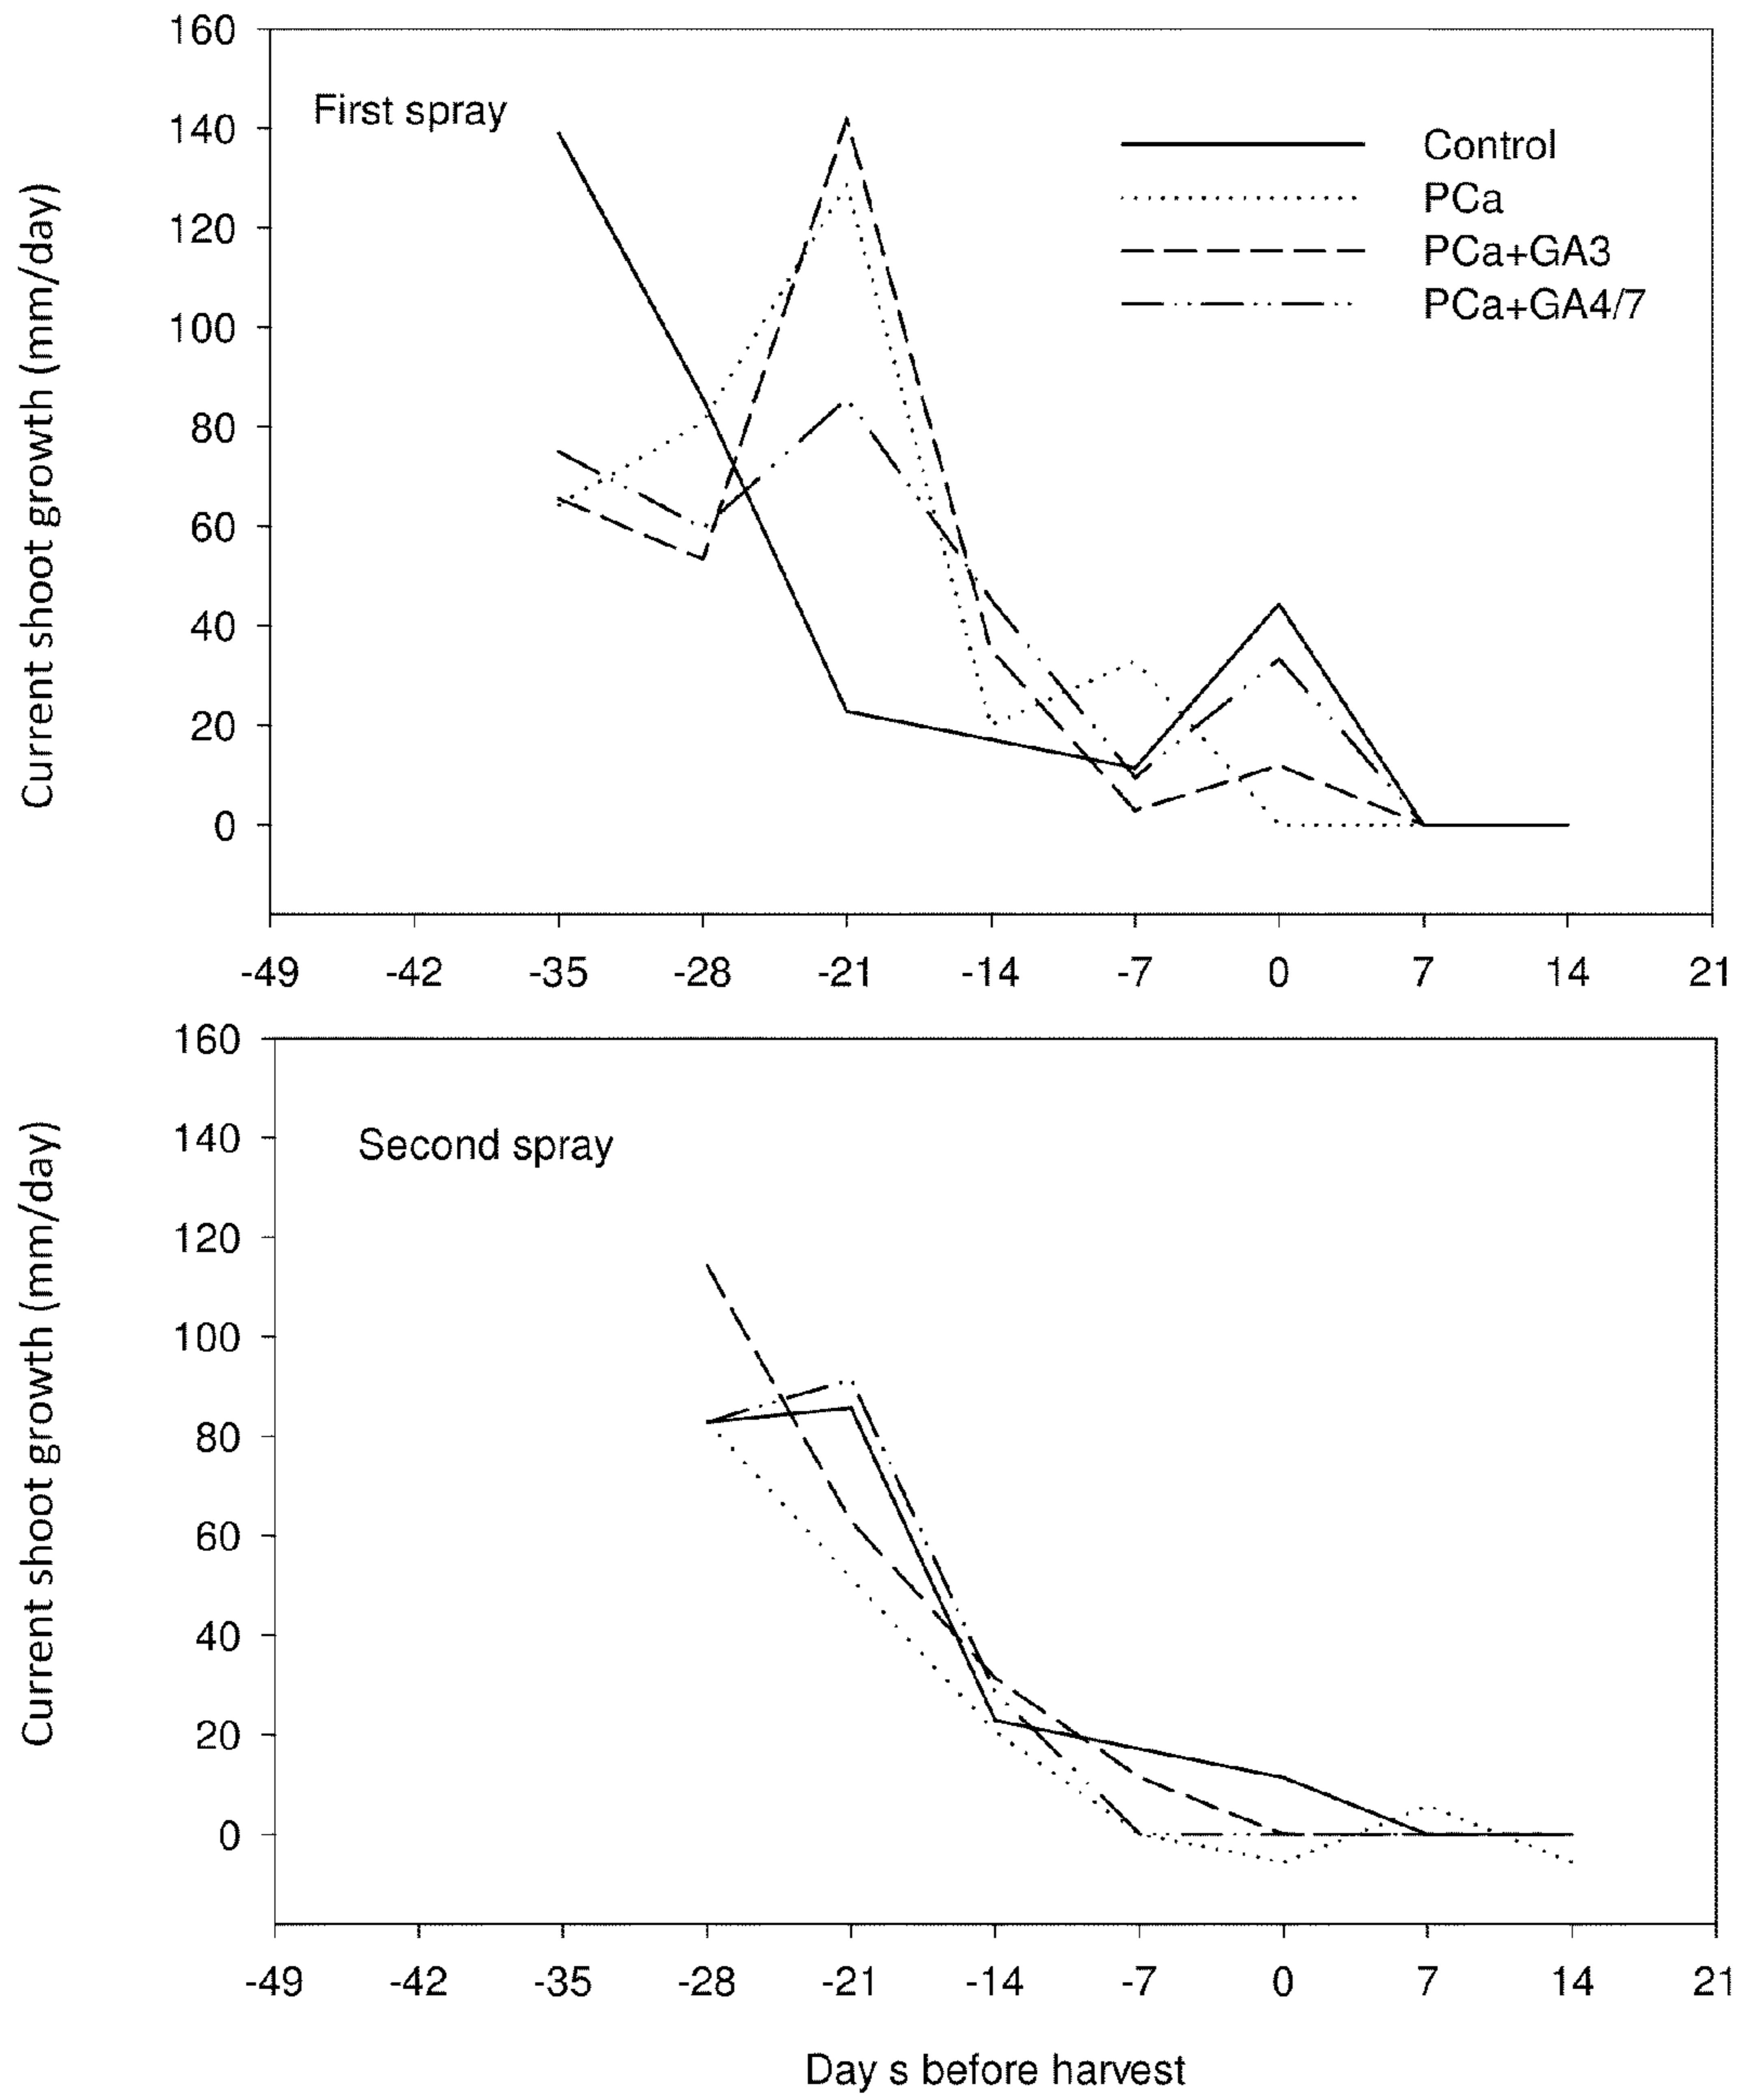 160
140
120
100
80
60
40
20
0
Current shoot growth (mm/day)
First spray
Control
PCa
PCa+GA3
PCa+GA4/7
-49 -42 -35 -28 -21 -14 -7 0 7 14 21
160
140
120
100
80
60
40
20
0
Current shoot growth (mm/day)
Second spray
-49 -42 -35 -28 -21 -14 -7 0 7 14 21
Day s before harvest